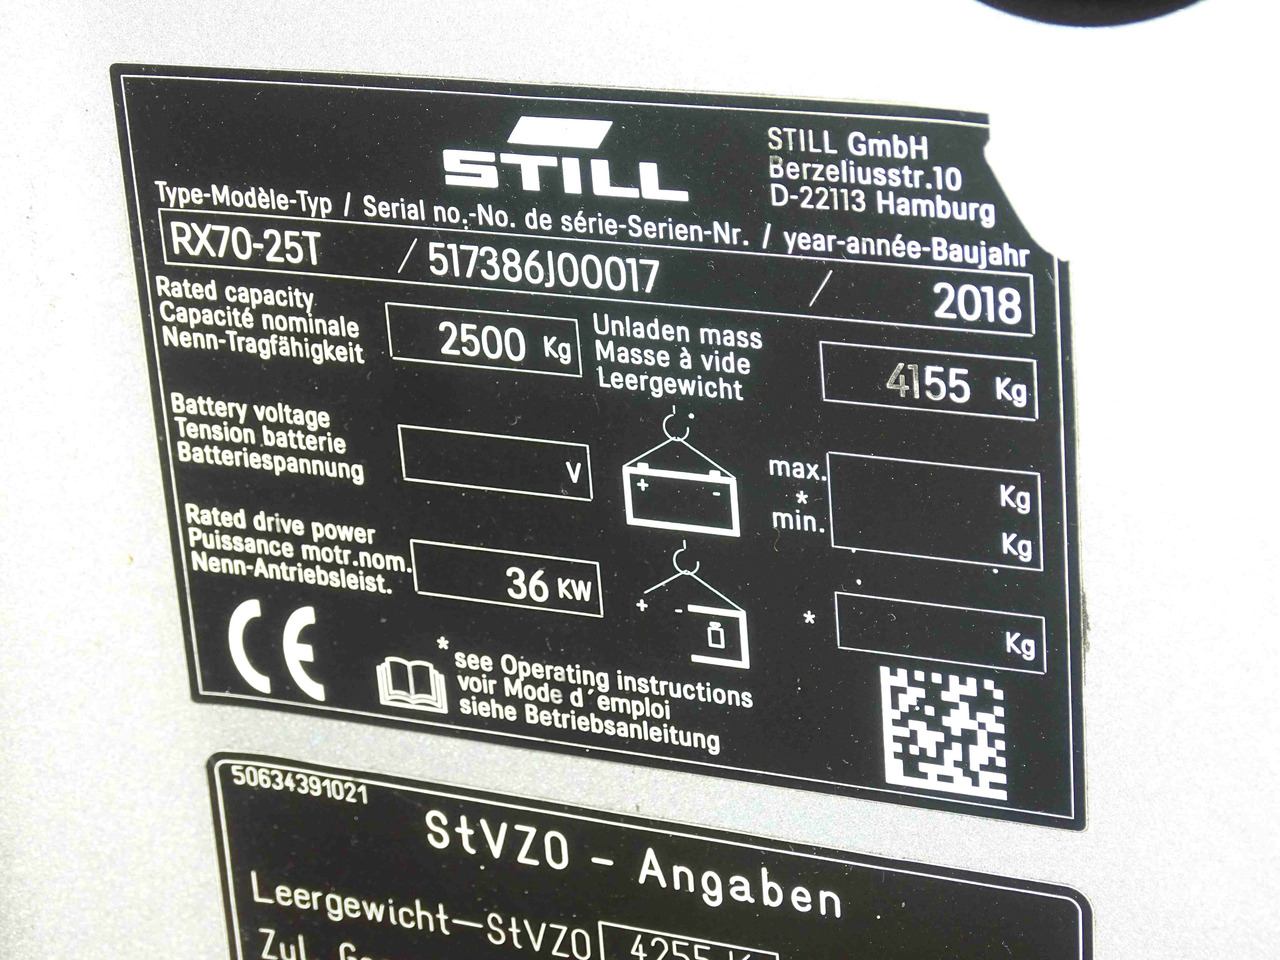 STILL
STILL GmbH
Berzeliusstr.10
D-22113 Hamburg
Type-Modèle-Typ / Serial no.-No. de série-Serien-Nr. / year-année-Baujahr
RX70-25T / 517386J00017 / 2018
Rated capacity
Capacité nominale
Nenn-Tragfähigkeit
2500 Kg
Unladen mass
Masse à vide
Leergewicht
4155 Kg
Battery voltage
Tension batterie
Batteriespannung
V
+ -
max.
*
min.
Kg
Kg
Rated drive power
Puissance motr.nom.
Nenn-Antriebsleist.
36 KW
+ -
*
Kg
CE
* see Operating instructions
voir Mode d´emploi
siehe Betriebsanleitung
50634391021
StVZO - Angaben
Leergewicht-StVZO 4255
Zul.